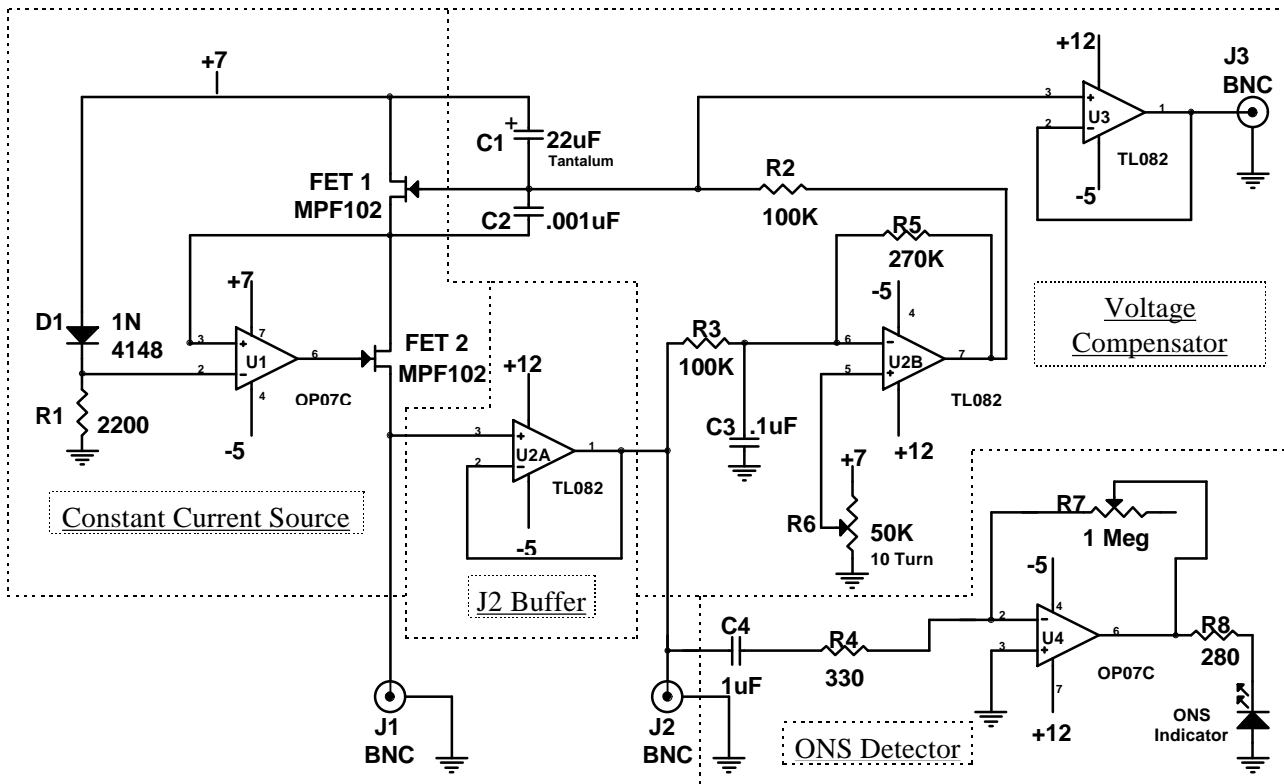 +7
+12
J3
BNC
3
+
U3
1
2
−
TL082
-5
C1
+
22uF
Tantalum
FET 1
MPF102
R2
100K
C2
.001uF
R5
270K
Voltage
Compensator
D1
1N
4148
+7
3
+
7
U1
6
2
−
4
OP07C
-5
FET 2
MPF102
R1
2200
Constant Current Source
+12
3
+
U2A
1
2
−
TL082
-5
J2 Buffer
R3
100K
-5
4
6
−
U2B
7
5
+
TL082
+12
C3
.1uF
+7
R6
50K
10 Turn
R7
1 Meg
-5
4
2
−
U4
6
3
+
OP07C
7
+12
R8
280
ONS
Indicator
C4
1uF
R4
330
J1
BNC
J2
BNC
ONS Detector